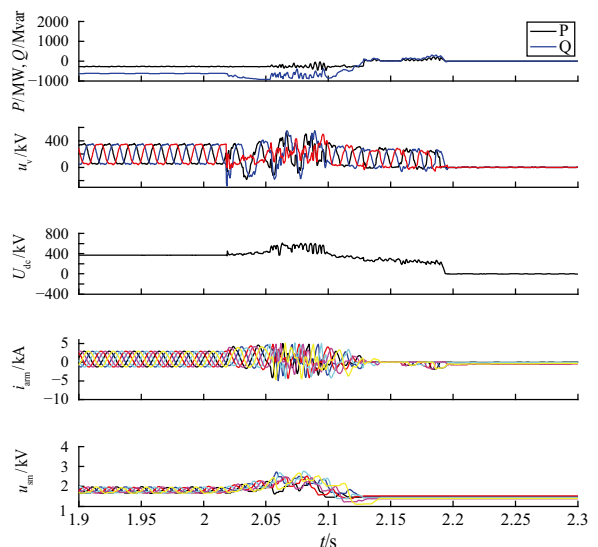 P/MW, Q/Mvar
2000
1000
0
−1000
P
Q
u_v/kV
400
0
U_dc/kV
800
400
0
−400
i_arm/kA
5
0
−5
−10
u_sm/kV
4
3
2
1
1.9 1.95 2 2.05 2.1 2.15 2.2 2.25 2.3
t/s